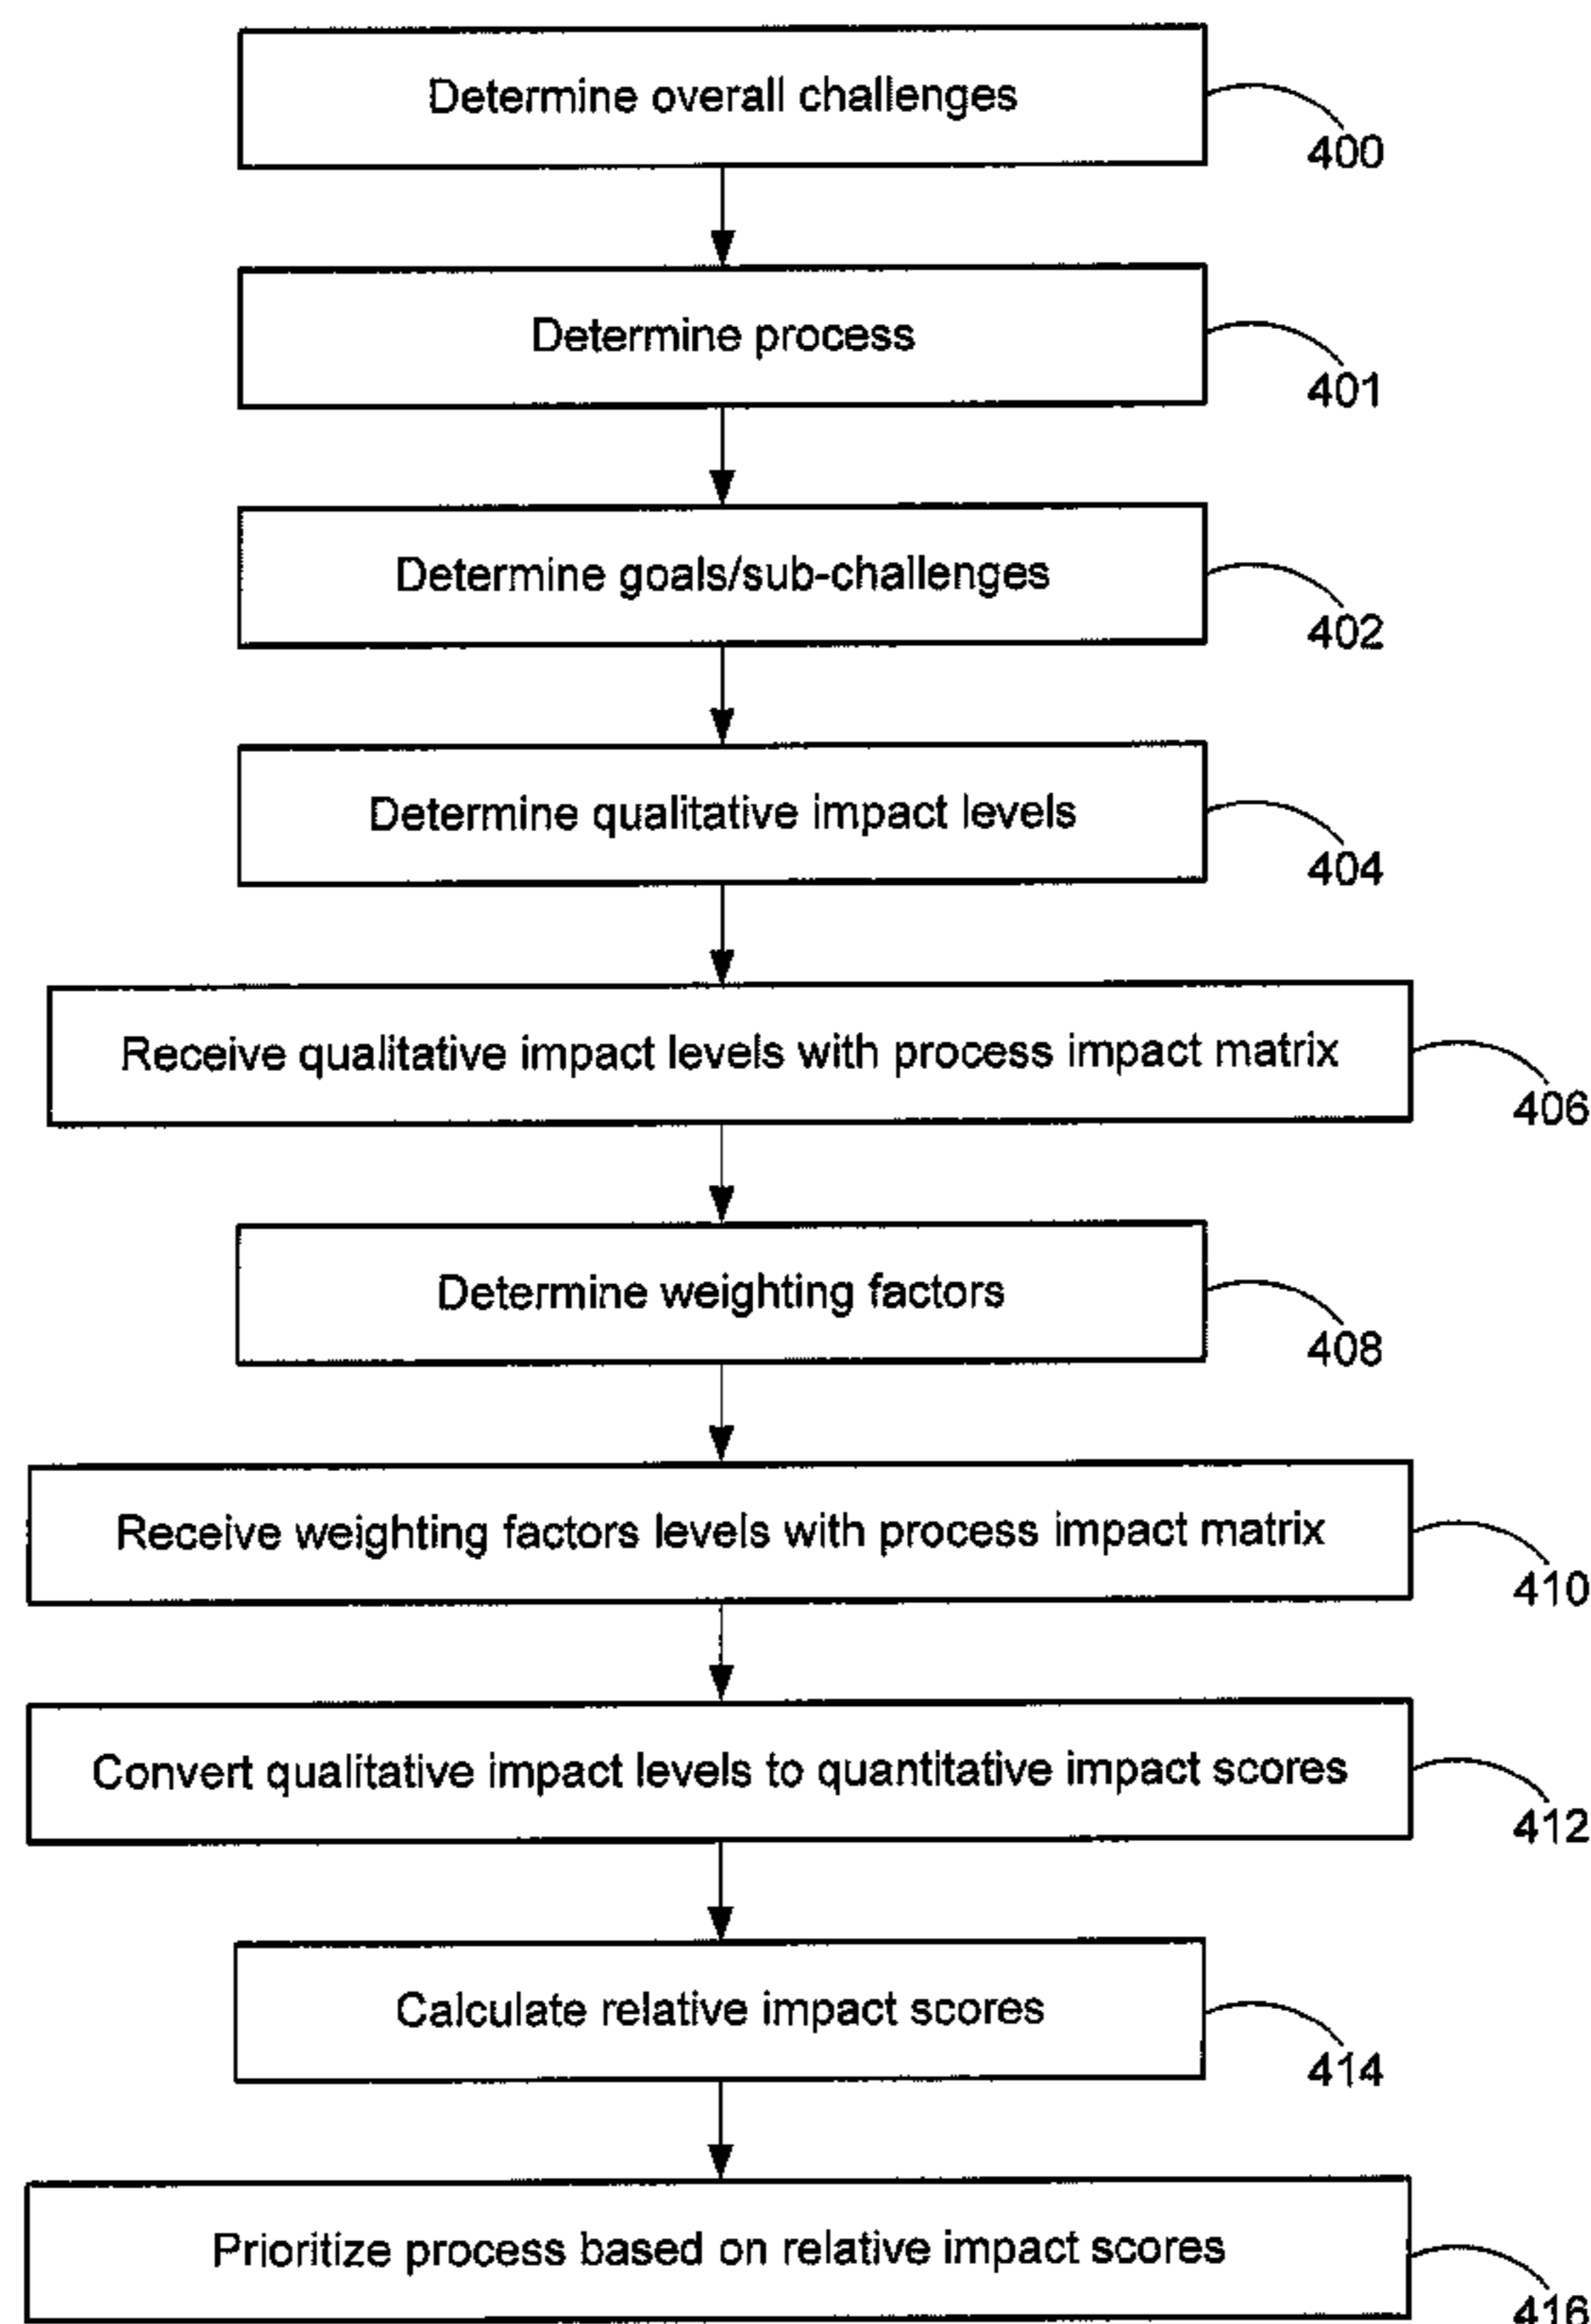 Determine overall challenges
400
Determine process
401
Determine goals/sub-challenges
402
Determine qualitative impact levels
404
Receive qualitative impact levels with process impact matrix
406
Determine weighting factors
408
Receive weighting factors levels with process impact matrix
410
Convert qualitative impact levels to quantitative impact scores
412
Calculate relative impact scores
414
Prioritize process based on relative impact scores
416